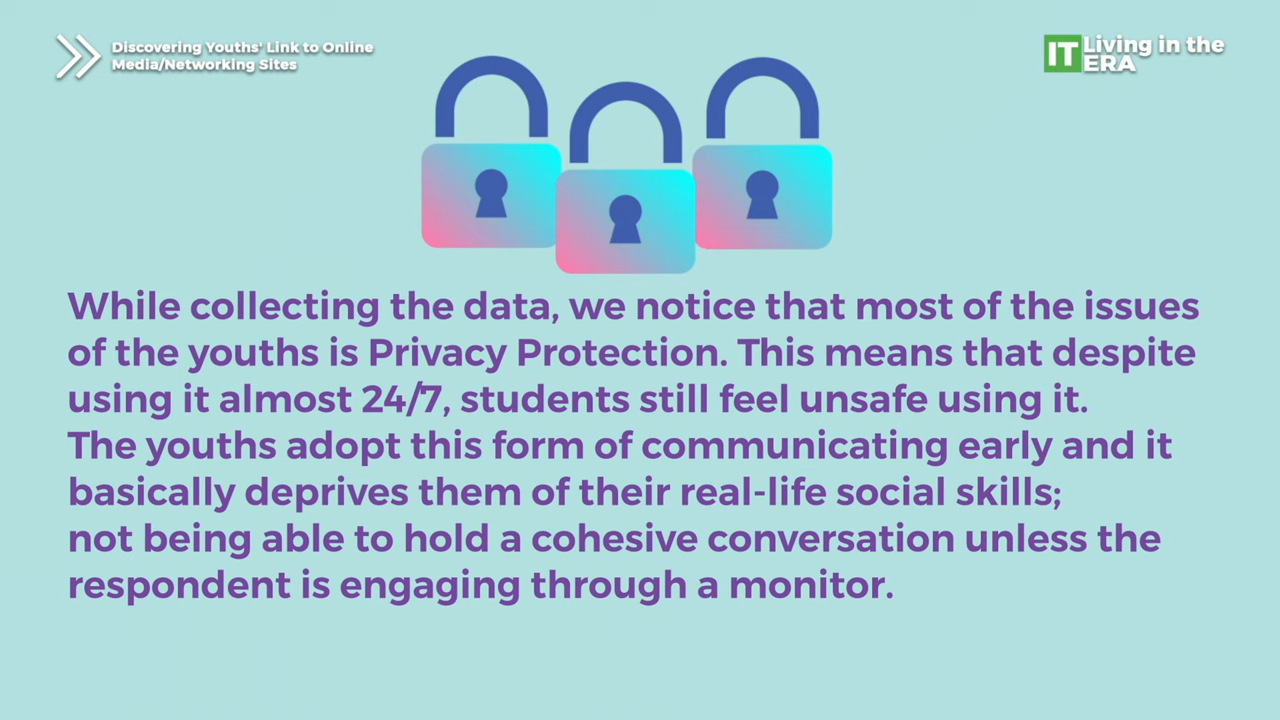 Discovering Youths' Link to Online
Media/Networking Sites
IT Living in the
ERA
While collecting the data, we notice that most of the issues
of the youths is Privacy Protection. This means that despite
using it almost 24/7, students still feel unsafe using it.
The youths adopt this form of communicating early and it
basically deprives them of their real-life social skills;
not being able to hold a cohesive conversation unless the
respondent is engaging through a monitor.